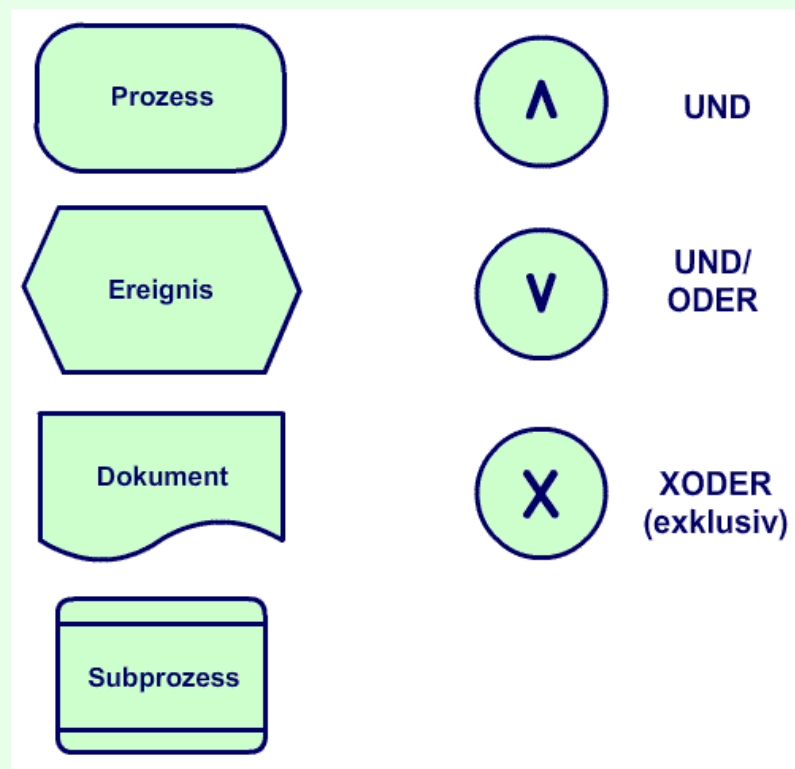 Prozess
Ereignis
Dokument
Subprozess
∧
UND
∨
UND/
ODER
X
XODER
(exklusiv)